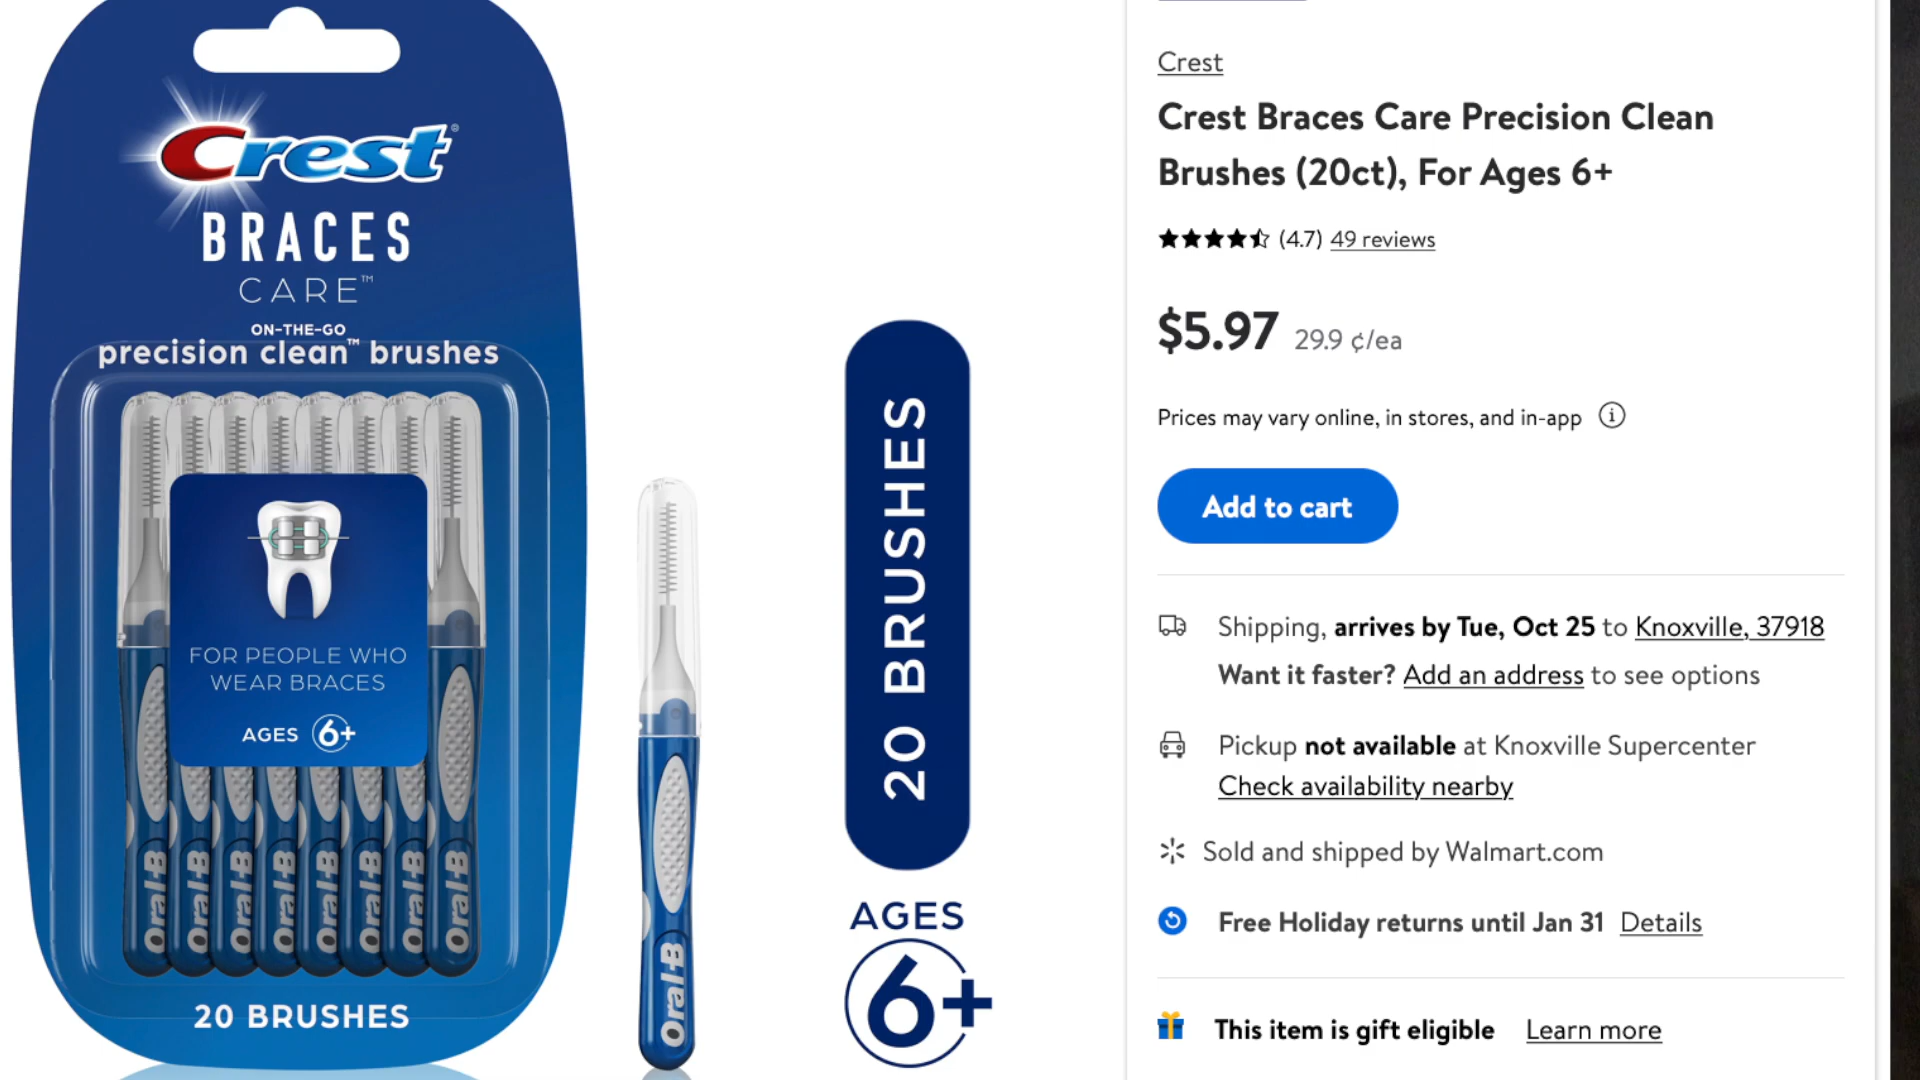 Crest
BRACES
CARE™
ON-THE-GO
precision clean™ brushes
FOR PEOPLE WHO
WEAR BRACES
AGES 6+
Oral-B
Oral-B
Oral-B
Oral-B
Oral-B
Oral-B
Oral-B
Oral-B
20 BRUSHES
Oral-B
20 BRUSHES
AGES
6+
Crest
Crest Braces Care Precision Clean
Brushes (20ct), For Ages 6+
(4.7) 49 reviews
$5.97 29.9 ¢/ea
Prices may vary online, in stores, and in-app
Add to cart
Shipping, arrives by Tue, Oct 25 to Knoxville, 37918
Want it faster? Add an address to see options
Pickup not available at Knoxville Supercenter
Check availability nearby
Sold and shipped by Walmart.com
Free Holiday returns until Jan 31 Details
This item is gift eligible Learn more